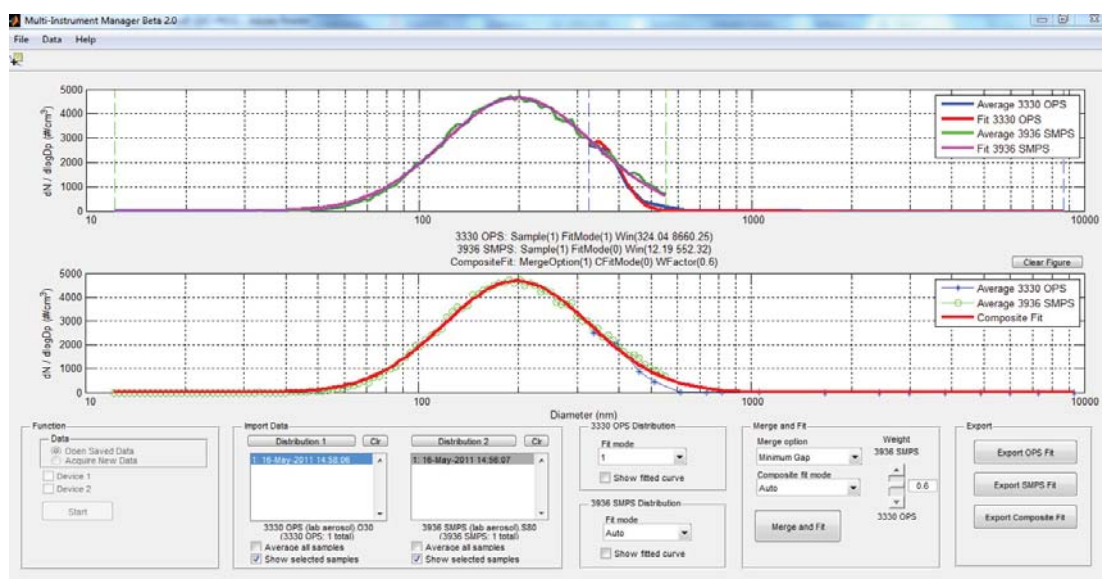 Multi-Instrument Manager Beta 2.0
File Data Help
5000
4000
3000
2000
1000
0
dN / dlogDp (#/cm³)
10 100 1000 10000
Average 3330 OPS
Fit 3330 OPS
Average 3936 SMPS
Fit 3936 SMPS
3330 OPS: Sample(1) FitMode(1) Win(324.04 8660.25)
3936 SMPS: Sample(1) FitMode(0) Win(12.19 552.32)
CompositeFit: MergeOption(1) CFitMode(0) WFactor(0.6)
Clear Figure
5000
4000
3000
2000
1000
0
dN / dlogDp (#/cm³)
10 100 1000 10000
Average 3330 OPS
Average 3936 SMPS
Composite Fit
Diameter (nm)
Function
Data
Open Saved Data
Acquire New Data
Device 1
Device 2
Start
Import Data
Distribution 1 Clr
1: 16-May-2011 14:58:06
3330 OPS (lab aerosol).O30
(3330 OPS: 1 total)
Average all samples
Show selected samples
Distribution 2 Clr
1: 16-May-2011 14:56:07
3936 SMPS (lab aerosol).S80
(3936 SMPS: 1 total)
Average all samples
Show selected samples
3330 OPS Distribution
Fit mode
1
Show fitted curve
3936 SMPS Distribution
Fit mode
Auto
Show fitted curve
Merge and Fit
Merge option
Minimum Gap
Composite fit mode
Auto
Merge and Fit
Weight
3936 SMPS
0.6
3330 OPS
Export
Export OPS Fit
Export SMPS Fit
Export Composite Fit